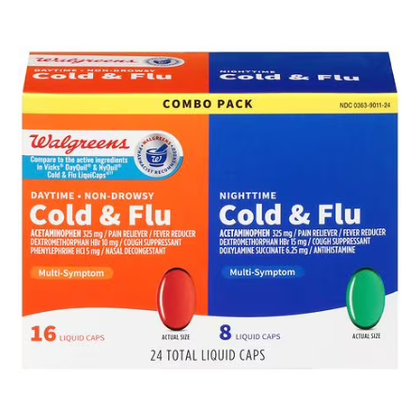 Walgreens
DAYTIME • NON-DROWSY
Cold & Flu
NIGHTTIME
Cold & Flu
COMBO PACK
NDC 0363-9011-24
Walgreens
Compare to the active ingredients
in Vicks® DayQuil® & NyQuil®
Cold & Flu LiquiCaps®††
WALGREENS
PHARMACIST RECOMMENDED
DAYTIME • NON-DROWSY
Cold & Flu
ACETAMINOPHEN 325 mg / PAIN RELIEVER / FEVER REDUCER
DEXTROMETHORPHAN HBr 10 mg / COUGH SUPPRESSANT
PHENYLEPHRINE HCl 5 mg / NASAL DECONGESTANT
Multi-Symptom
16 LIQUID CAPS
ACTUAL SIZE
NIGHTTIME
Cold & Flu
ACETAMINOPHEN 325 mg / PAIN RELIEVER / FEVER REDUCER
DEXTROMETHORPHAN HBr 15 mg / COUGH SUPPRESSANT
DOXYLAMINE SUCCINATE 6.25 mg / ANTIHISTAMINE
Multi-Symptom
8 LIQUID CAPS
ACTUAL SIZE
24 TOTAL LIQUID CAPS